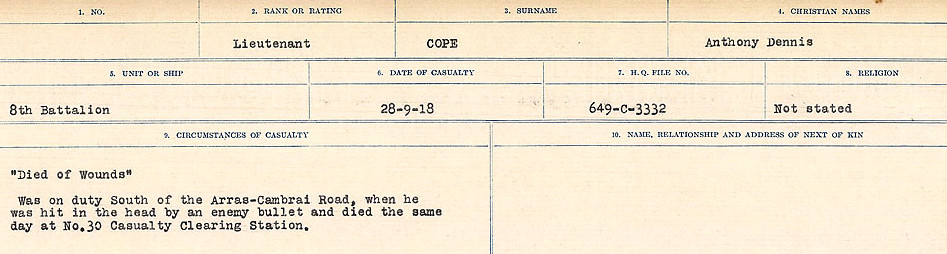 1. NO. 2. RANK OR RATING 3. SURNAME 4. CHRISTIAN NAMES
Lieutenant COPE Anthony Dennis
5. UNIT OR SHIP 6. DATE OF CASUALTY 7. H.Q. FILE NO. 8. RELIGION
8th Battalion 28-9-18 649-C-3332 Not stated
9. CIRCUMSTANCES OF CASUALTY 10. NAME, RELATIONSHIP AND ADDRESS OF NEXT OF KIN
"Died of Wounds"
Was on duty South of the Arras-Cambrai Road, when he
was hit in the head by an enemy bullet and died the same
day at No.30 Casualty Clearing Station.